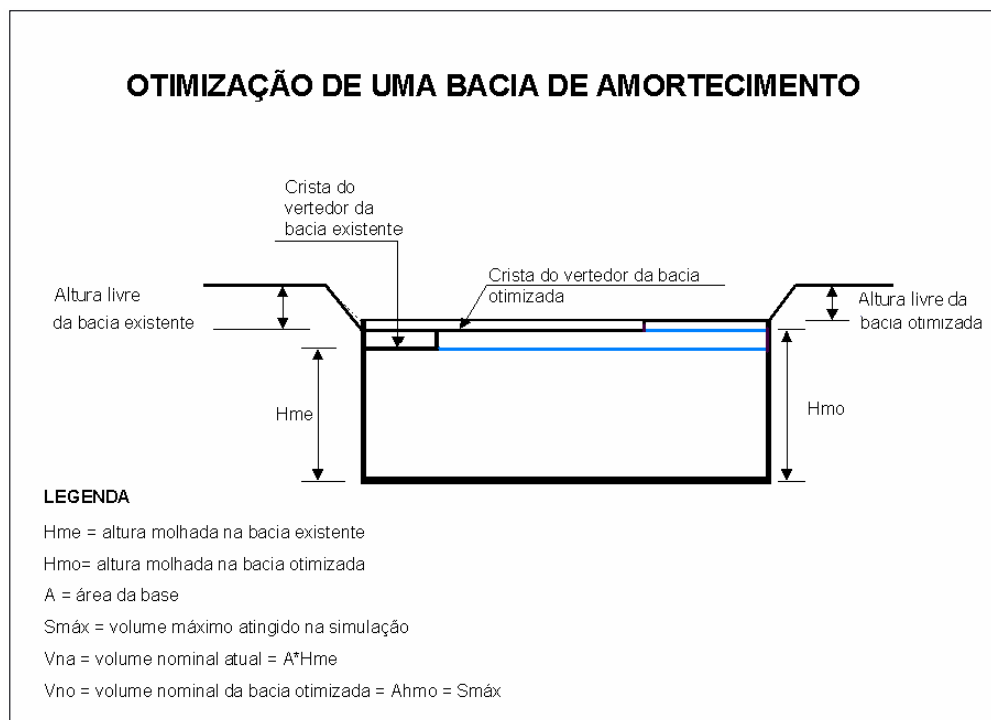 OTIMIZAÇÃO DE UMA BACIA DE AMORTECIMENTO
Crista do
vertedor da
bacia existente
Crista do vertedor da bacia
otimizada
Altura livre
da bacia existente
Altura livre da
bacia otimizada
Hme
Hmo
LEGENDA
Hme = altura molhada na bacia existente
Hmo= altura molhada na bacia otimizada
A = área da base
Smáx = volume máximo atingido na simulação
Vna = volume nominal atual = A*Hme
Vno = volume nominal da bacia otimizada = Ahmo = Smáx